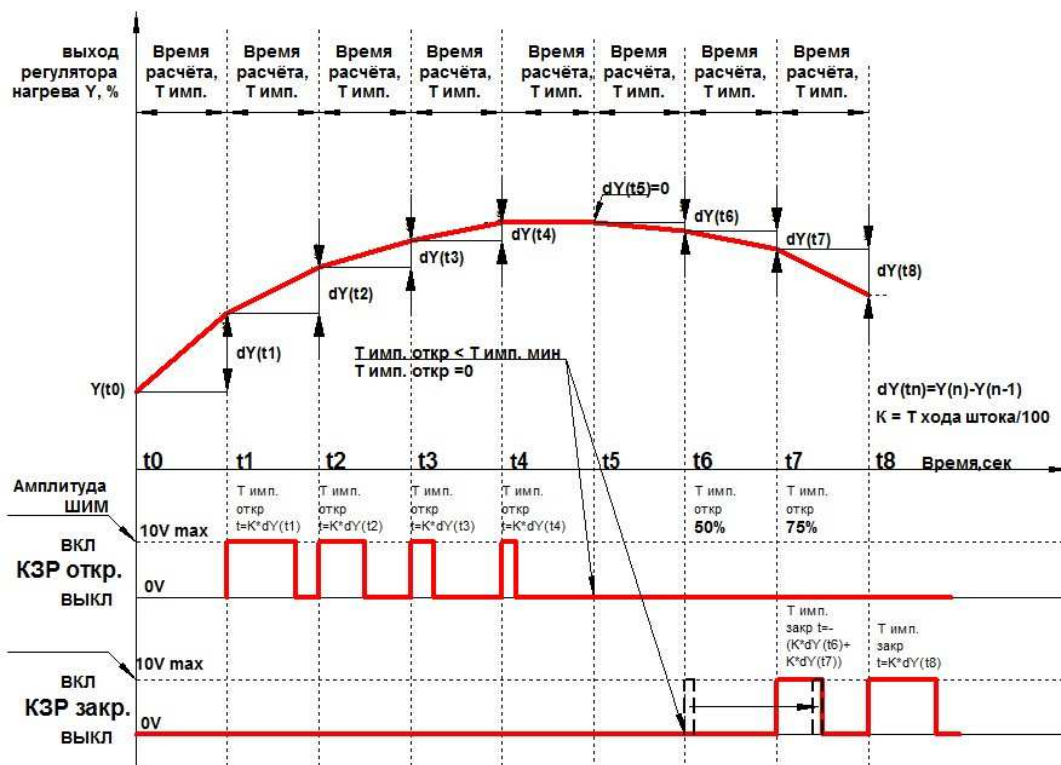 выход
регулятора
нагрева Y, %
Время
расчёта,
Т имп.
Время
расчёта,
Т имп.
Время
расчёта,
Т имп.
Время
расчёта,
Т имп.
Время
расчёта,
Т имп.
Время
расчёта,
Т имп.
Время
расчёта,
Т имп.
Время
расчёта,
Т имп.
dY(t5)=0
dY(t6)
dY(t4)
dY(t7)
dY(t3)
dY(t8)
dY(t2)
dY(t1)
Т имп. откр < Т имп. мин
Т имп. откр =0
Y(t0)
dY(tn)=Y(n)-Y(n-1)
K = Т хода штока/100
t0
t1
t2
t3
t4
t5
t6
t7
t8
Время,сек
Амплитуда
ШИМ
Т имп.
откр
t=K*dY(t1)
Т имп.
откр
t=K*dY(t2)
Т имп.
откр
t=K*dY(t3)
Т имп.
откр
t=K*dY(t4)
Т имп.
откр
50%
Т имп.
откр
75%
10V max
ВКЛ
КЗР откр.
0V
ВЫКЛ
Т имп.
закр t=-
(K*dY(t6)+
K*dY(t7))
Т имп.
закр
t=K*dY(t8)
10V max
ВКЛ
КЗР закр.
0V
ВЫКЛ